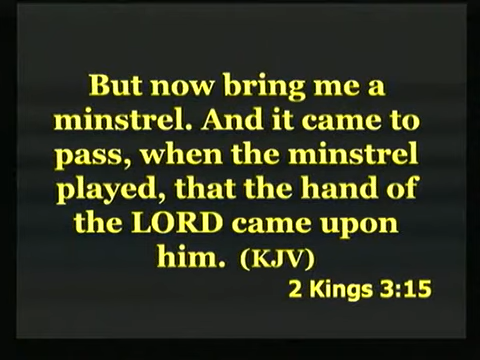 But now bring me a
minstrel. And it came to
pass, when the minstrel
played, that the hand of
the LORD came upon
him. (KJV)
2 Kings 3:15